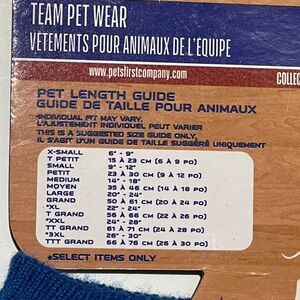 TEAM PET WEAR
VÊTEMENTS POUR ANIMAUX DE L'ÉQUIPE
www.petsfirstcompany.com
COLLEC
PET LENGTH GUIDE
GUIDE DE TAILLE POUR ANIMAUX
*INDIVIDUAL FIT MAY VARY.
L'AJUSTEMENT INDIVIDUEL PEUT VARIER
THIS IS A SUGGESTED SIZE GUIDE ONLY.
IL S'AGIT D'UN GUIDE DE TAILLE SUGGÉRÉ UNIQUEMENT
X-SMALL 6" - 9"
T PETIT 15 À 23 CM (6 À 9 PO)
SMALL 9" - 12"
PETIT 23 À 30 CM (9 À 12 PO)
MEDIUM 14" - 18"
MOYEN 35 À 46 CM (14 À 18 PO)
LARGE 20" - 24"
GRAND 50 À 61 CM (20 À 24 PO)
*XL 22" - 24"
T GRAND 56 À 66 CM (22 À 26 PO)
*XXL 24" - 28"
TT GRAND 61 À 71 CM (24 À 28 PO)
*3XL 26" - 30"
TTT GRAND 66 À 76 CM (26 À 30 PO)
*SELECT ITEMS ONLY